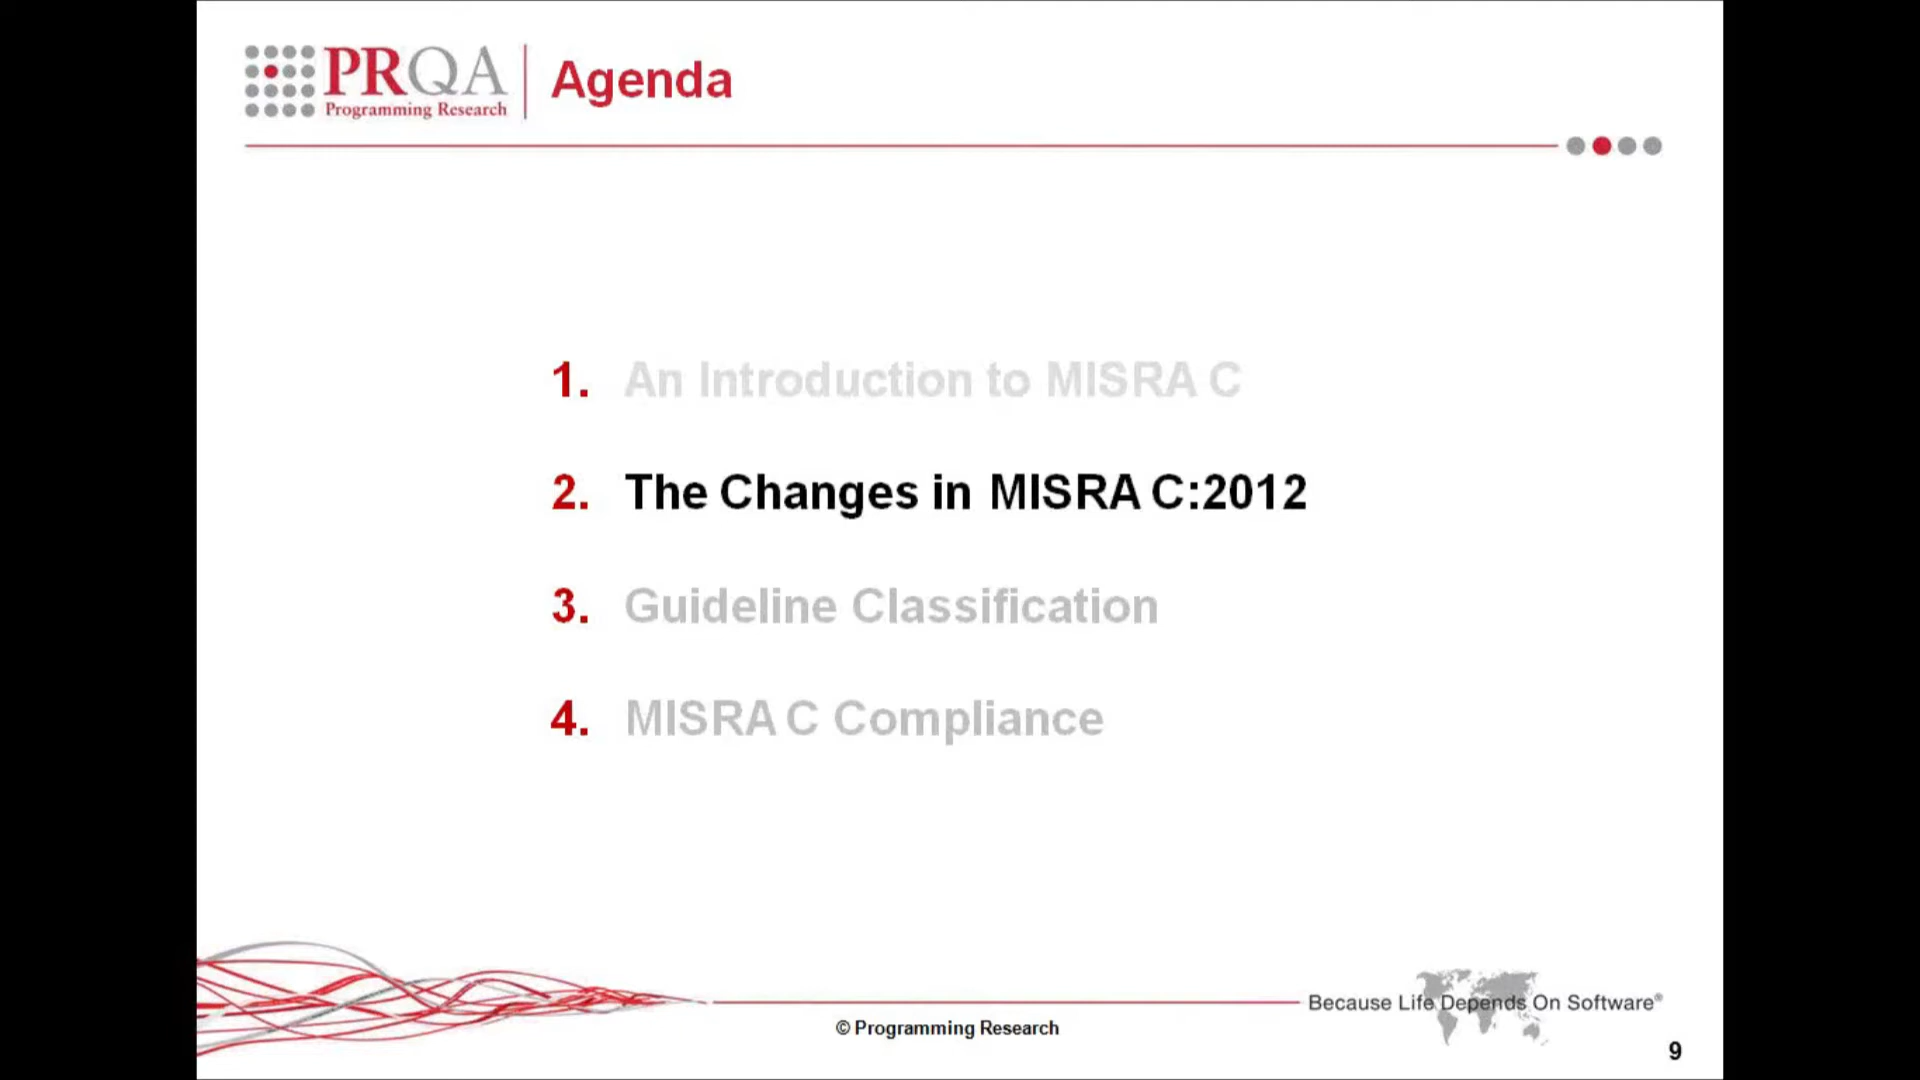 PRQA
Programming Research
Agenda
1. An Introduction to MISRA C
2. The Changes in MISRA C:2012
3. Guideline Classification
4. MISRA C Compliance
Because Life Depends On Software®
© Programming Research
9